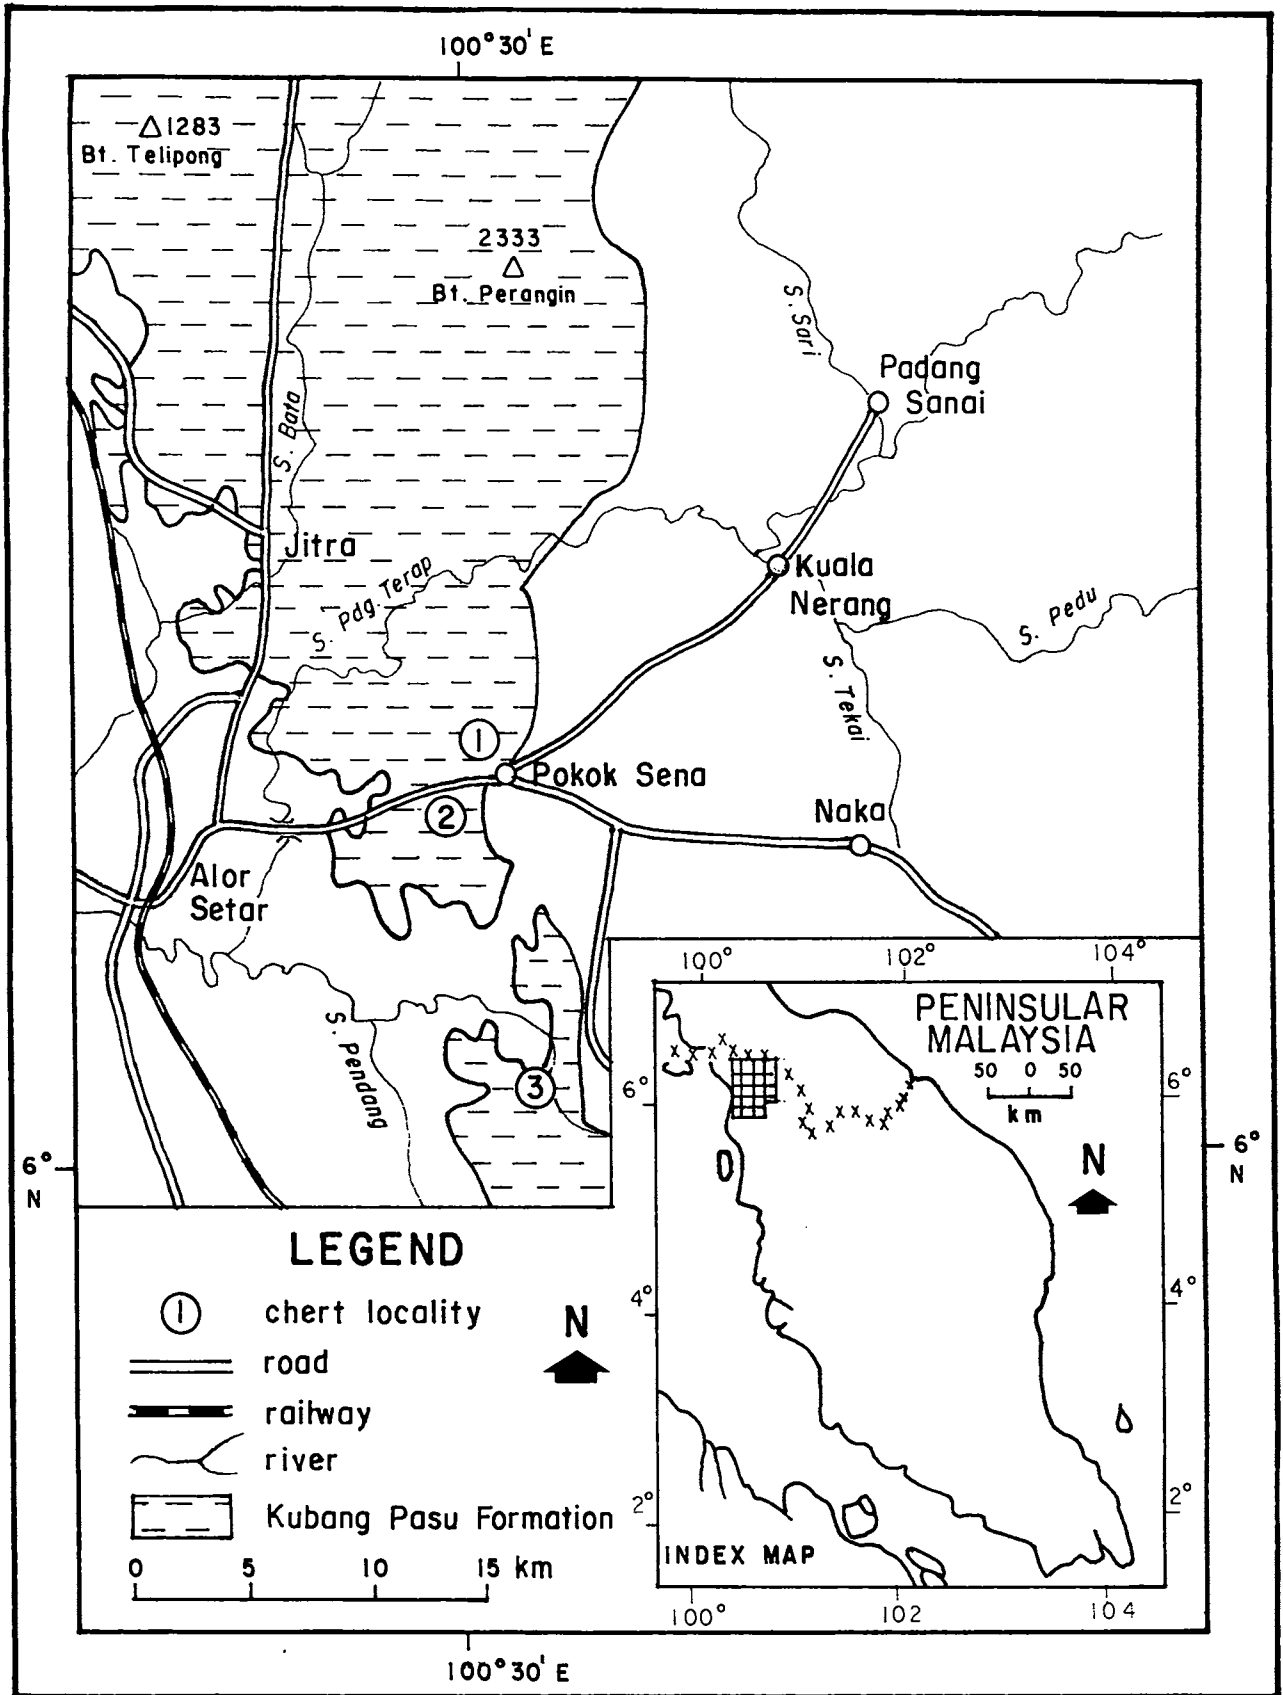 100°30' E
1283
Bt. Telipong
2333
Bt. Perangin
S. Sari
Padang
Sanai
S. Bata
Jitra
S. Pdg. Terap
Kuala
Nerang
S. Pedu
S. Tekai
1
Pokok Sena
2
Naka
Alor
Setar
S. Pendang
3
6°
N
6°
N
100°
102°
104°
PENINSULAR
MALAYSIA
50 0 50
km
6°
6°
N
4°
4°
2°
2°
INDEX MAP
100°
102
104
LEGEND
1 chert locality
N
road
railway
river
Kubang Pasu Formation
0 5 10 15 km
100°30' E